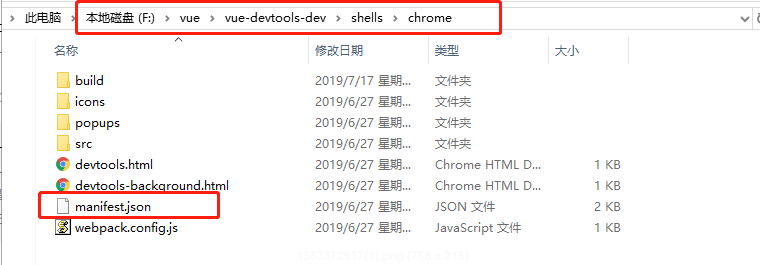 此电脑 本地磁盘 (F:) vue vue-devtools-dev shells chrome
名称 修改日期 类型 大小
build 2019/7/17 星期... 文件夹
icons 2019/6/27 星期... 文件夹
popups 2019/6/27 星期... 文件夹
src 2019/6/27 星期... 文件夹
devtools.html 2019/6/27 星期... Chrome HTML D... 1 KB
devtools-background.html 2019/6/27 星期... Chrome HTML D... 1 KB
manifest.json 2019/6/27 星期... JSON 文件 2 KB
webpack.config.js 2019/6/27 星期... JavaScript 文件 1 KB